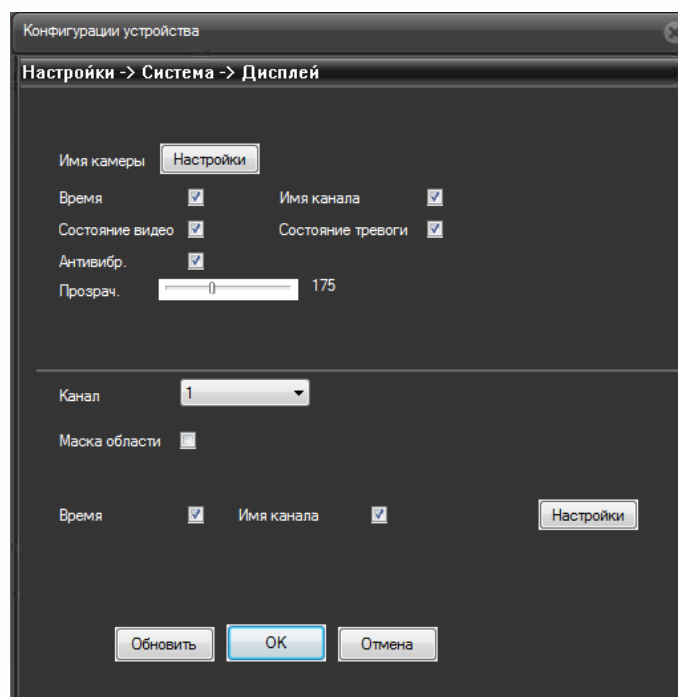 Конфигурации устройства
Настройки -> Система -> Дисплей
Имя камеры Настройки
Время Имя канала
Состояние видео Состояние тревоги
Антивибр.
Прозрач. 175
Канал 1
Маска области
Время Имя канала Настройки
Обновить OK Отмена